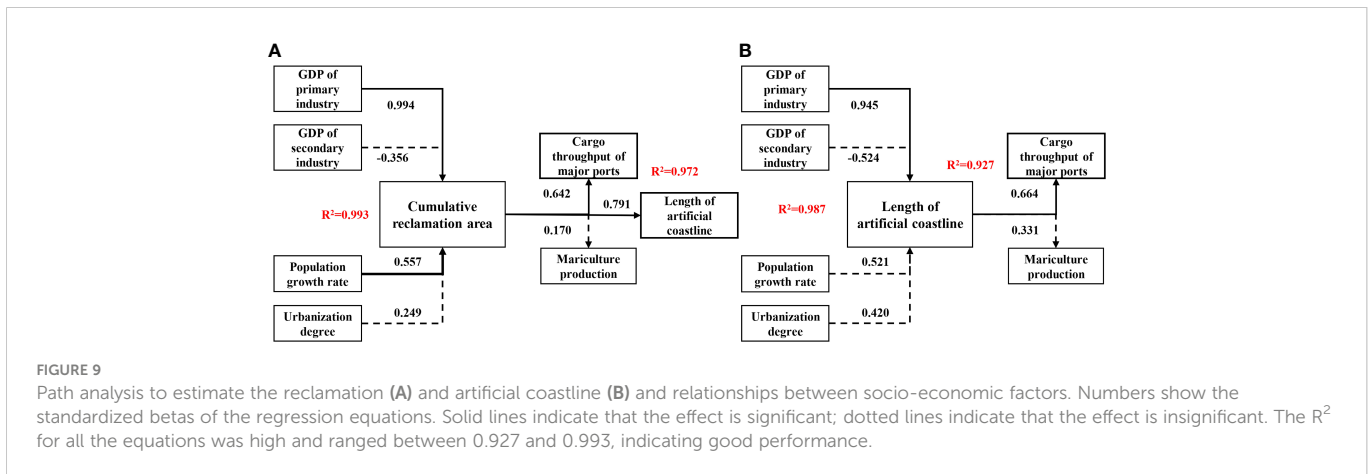 A
GDP of
primary
industry
0.994
GDP of
secondary
industry
-0.356
R²=0.993
Cumulative
reclamation area
Population
growth rate
0.557
Urbanization
degree
0.249
Cargo
throughput of
major ports
R²=0.972
0.642
0.791
Length of
artificial
coastline
0.170
Mariculture
production
B
GDP of
primary
industry
0.945
GDP of
secondary
industry
-0.524
R²=0.987
Length of
artificial coastline
Population
growth rate
0.521
Urbanization
degree
0.420
R²=0.927
Cargo
throughput of
major ports
0.664
0.331
Mariculture
production
FIGURE 9
Path analysis to estimate the reclamation (A) and artificial coastline (B) and relationships between socio-economic factors. Numbers show the
standardized betas of the regression equations. Solid lines indicate that the effect is significant; dotted lines indicate that the effect is insignificant. The R²
for all the equations was high and ranged between 0.927 and 0.993, indicating good performance.